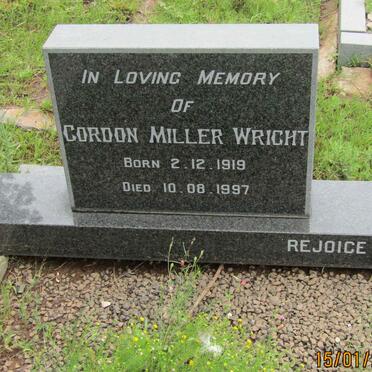 IN LOVING MEMORY
OF
GORDON MILLER WRIGHT
BORN 2.12.1919
DIED 10.08.1997
REJOICE
15/01/